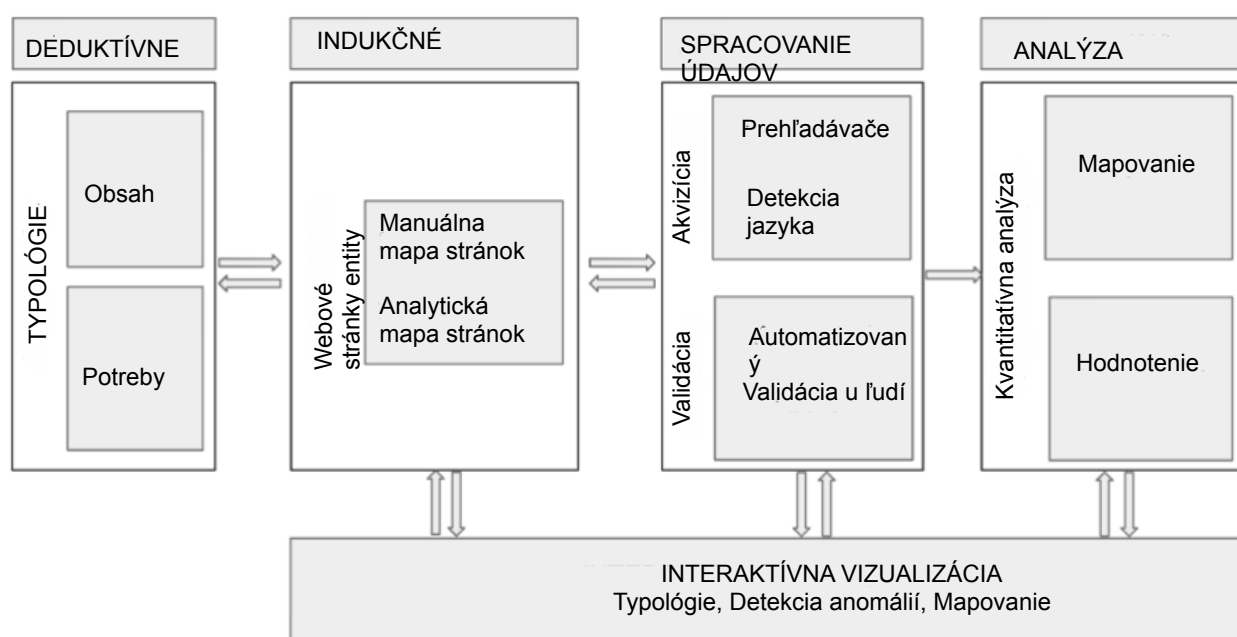 DEDUKTÍVNE
INDUKČNÉ
SPRACOVANIE
ÚDAJOV
ANALÝZA
TYPOLÓGIE
Obsah
Potreby
Webové
stránky entity
Manuálna
mapa stránok
Analytická
mapa stránok
Akvizícia
Prehľadávače
Detekcia
jazyka
Validácia
Automatizovan
ý
Validácia u ľudí
Kvantitatívna analýza
Mapovanie
Hodnotenie
INTERAKTÍVNA VIZUALIZÁCIA
Typológie, Detekcia anomálií, Mapovanie